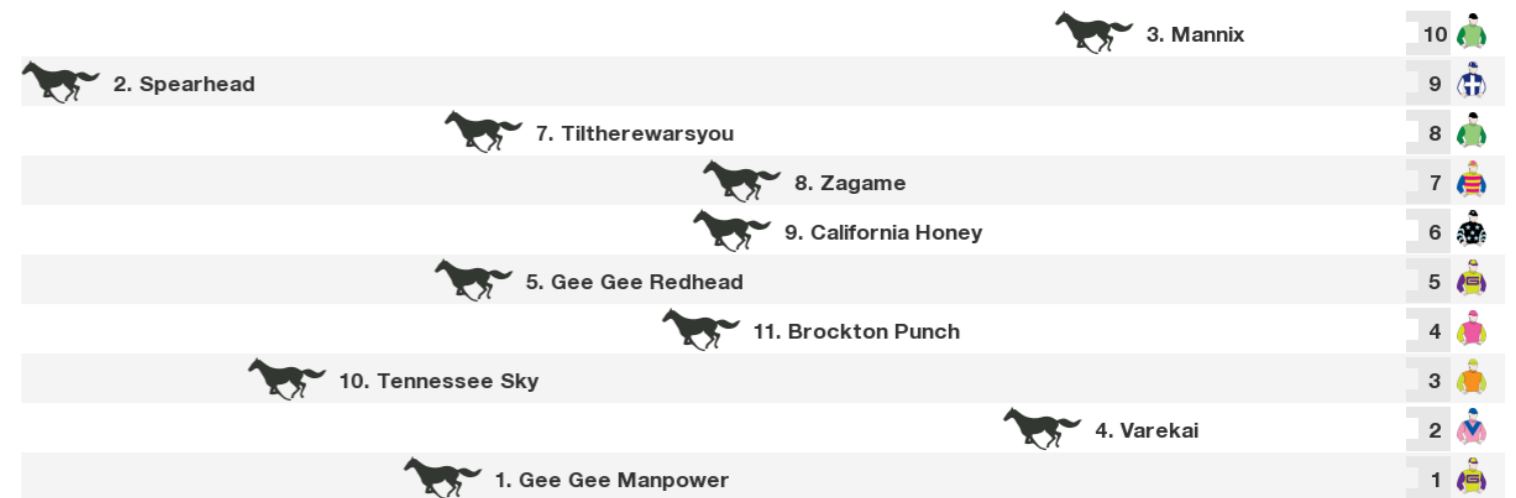 3. Mannix 10
2. Spearhead 9
7. Tiltherewarsyou 8
8. Zagame 7
9. California Honey 6
5. Gee Gee Redhead 5
11. Brockton Punch 4
10. Tennessee Sky 3
4. Varekai 2
1. Gee Gee Manpower 1